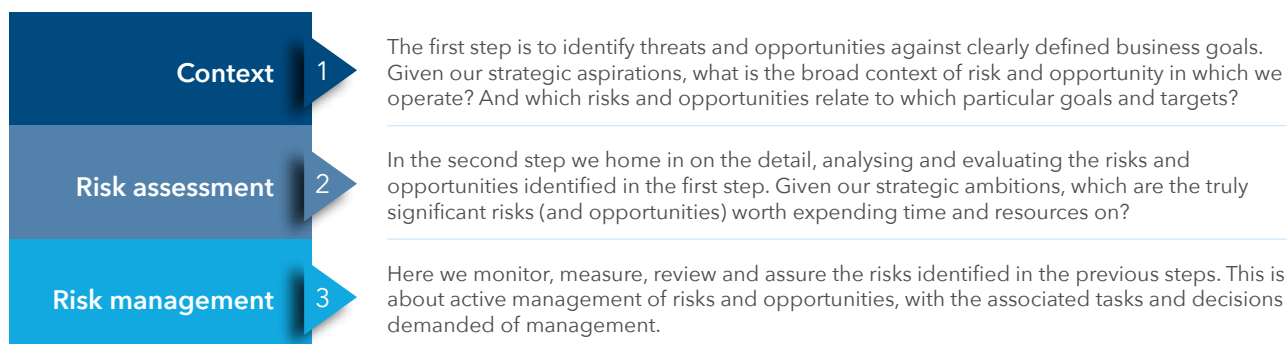 Context 1
The first step is to identify threats and opportunities against clearly defined business goals.
Given our strategic aspirations, what is the broad context of risk and opportunity in which we
operate? And which risks and opportunities relate to which particular goals and targets?
Risk assessment 2
In the second step we home in on the detail, analysing and evaluating the risks and
opportunities identified in the first step. Given our strategic ambitions, which are the truly
significant risks (and opportunities) worth expending time and resources on?
Risk management 3
Here we monitor, measure, review and assure the risks identified in the previous steps. This is
about active management of risks and opportunities, with the associated tasks and decisions
demanded of management.